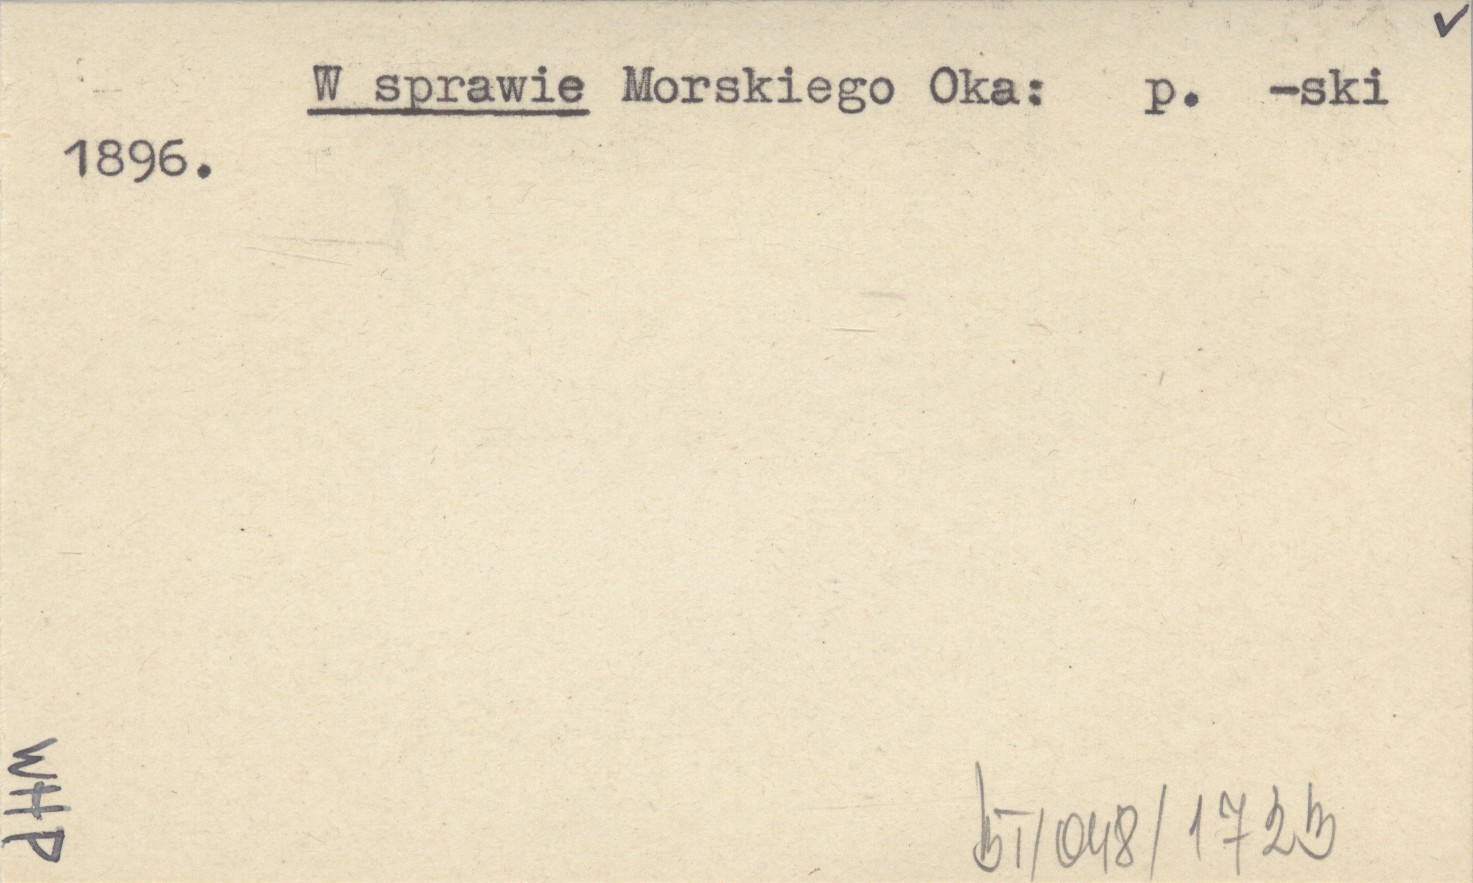 W sprawie Morskiego Oka: p. -ski
1896.
WHP
bI/048/1723